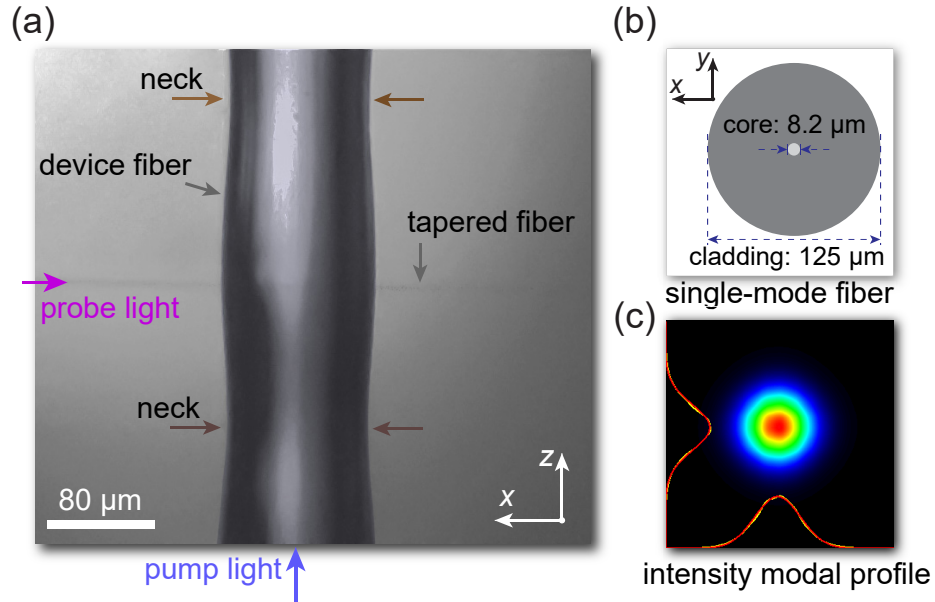 (a)
neck
device fiber
tapered fiber
probe light
neck
80 µm
z
x
pump light
(b)
y
x
core: 8.2 µm
cladding: 125 µm
single-mode fiber
(c)
intensity modal profile